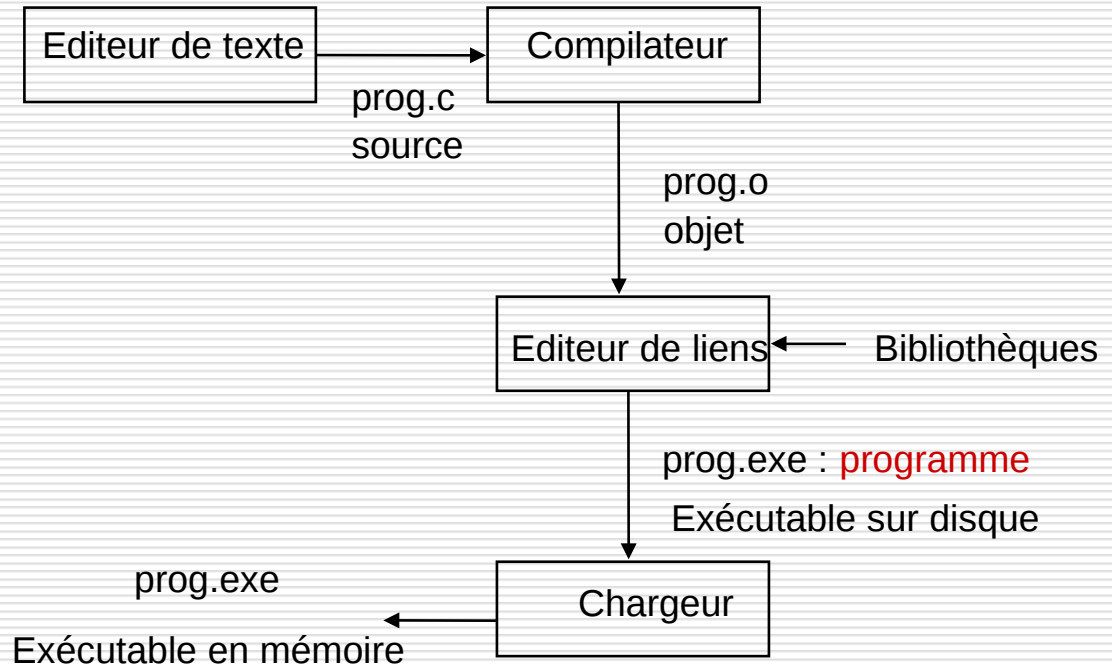 Editeur de texte
Compilateur
prog.c
source
prog.o
objet
Editeur de liens
Bibliothèques
prog.exe : programme
Exécutable sur disque
Chargeur
prog.exe
Exécutable en mémoire